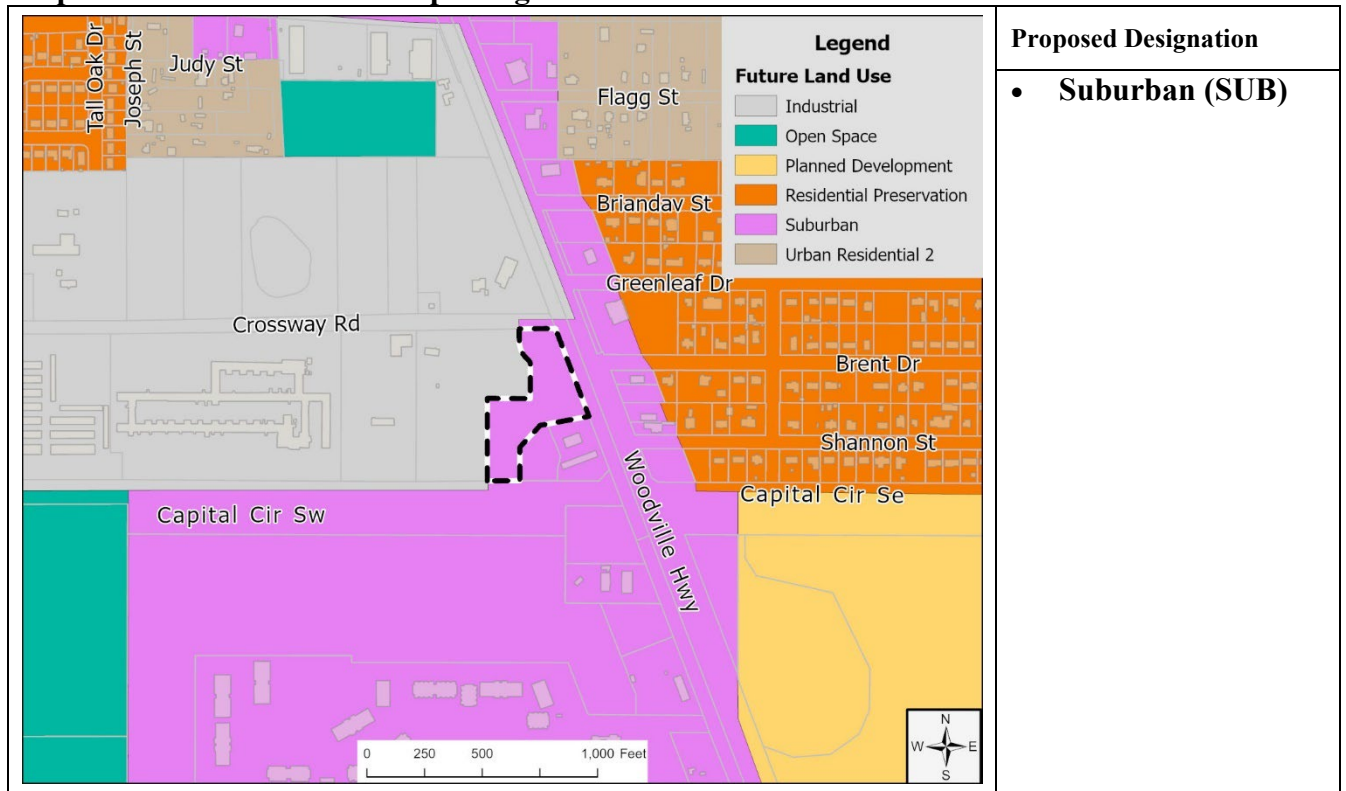 Legend
Future Land Use
Industrial
Open Space
Planned Development
Residential Preservation
Suburban
Urban Residential 2
Tall Oak Dr
Joseph St
Judy St
Flagg St
Briandav St
Greenleaf Dr
Crossway Rd
Brent Dr
Shannon St
Capital Cir Sw
Capital Cir Se
Woodville Hwy
0 250 500 1,000 Feet
N
W E
S
Proposed Designation
• Suburban (SUB)